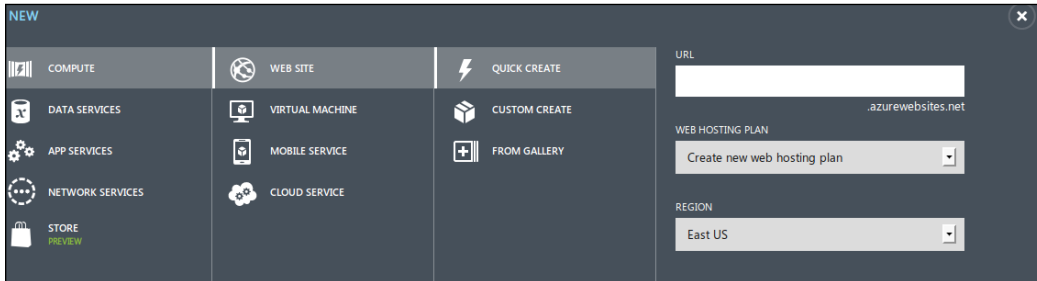 NEW
COMPUTE
DATA SERVICES
APP SERVICES
NETWORK SERVICES
STORE
PREVIEW
WEB SITE
VIRTUAL MACHINE
MOBILE SERVICE
CLOUD SERVICE
QUICK CREATE
CUSTOM CREATE
FROM GALLERY
URL
.azurewebsites.net
WEB HOSTING PLAN
Create new web hosting plan
REGION
East US